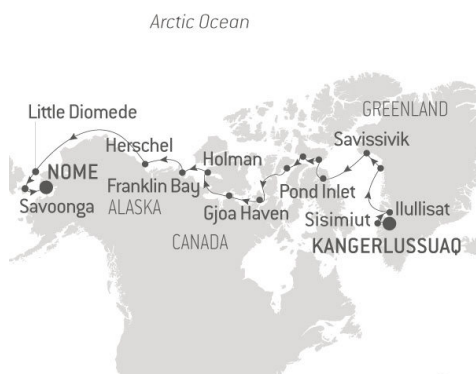 Arctic Ocean
GREENLAND
Little Diomede
Savissivik
Herschel
Holman
NOME
Franklin Bay
Pond Inlet
Savoonga
ALASKA
Gjoa Haven
Sisimiut
Ilullisat
CANADA
KANGERLUSSUAQ